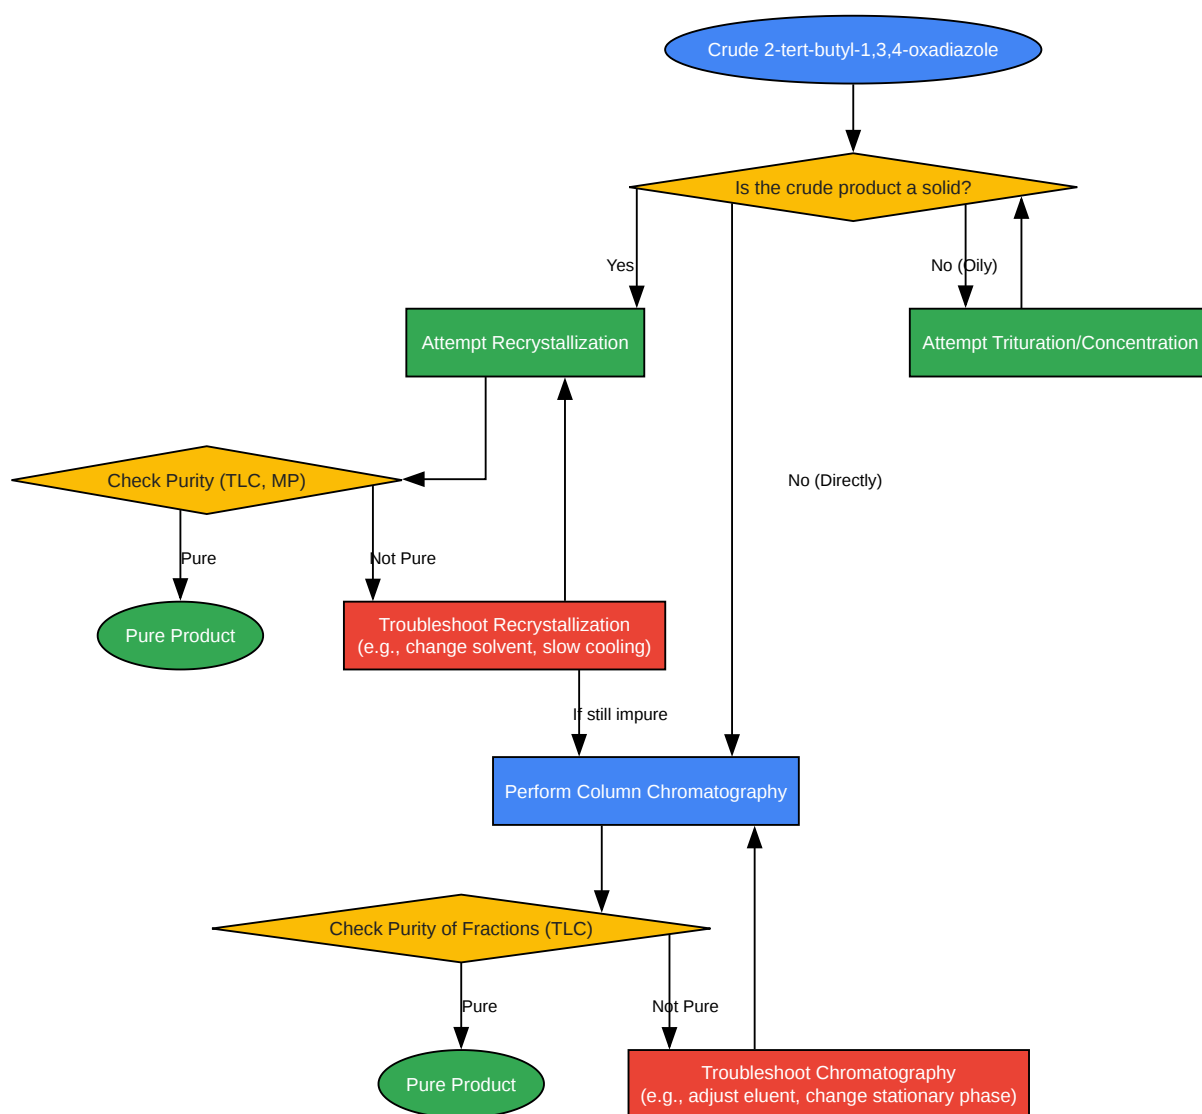 Crude 2-tert-butyl-1,3,4-oxadiazole
Is the crude product a solid?
Yes
No (Oily)
Attempt Recrystallization
Attempt Trituration/Concentration
Check Purity (TLC, MP)
No (Directly)
Pure
Not Pure
Pure Product
Troubleshoot Recrystallization
(e.g., change solvent, slow cooling)
If still impure
Perform Column Chromatography
Check Purity of Fractions (TLC)
Pure
Not Pure
Pure Product
Troubleshoot Chromatography
(e.g., adjust eluent, change stationary phase)